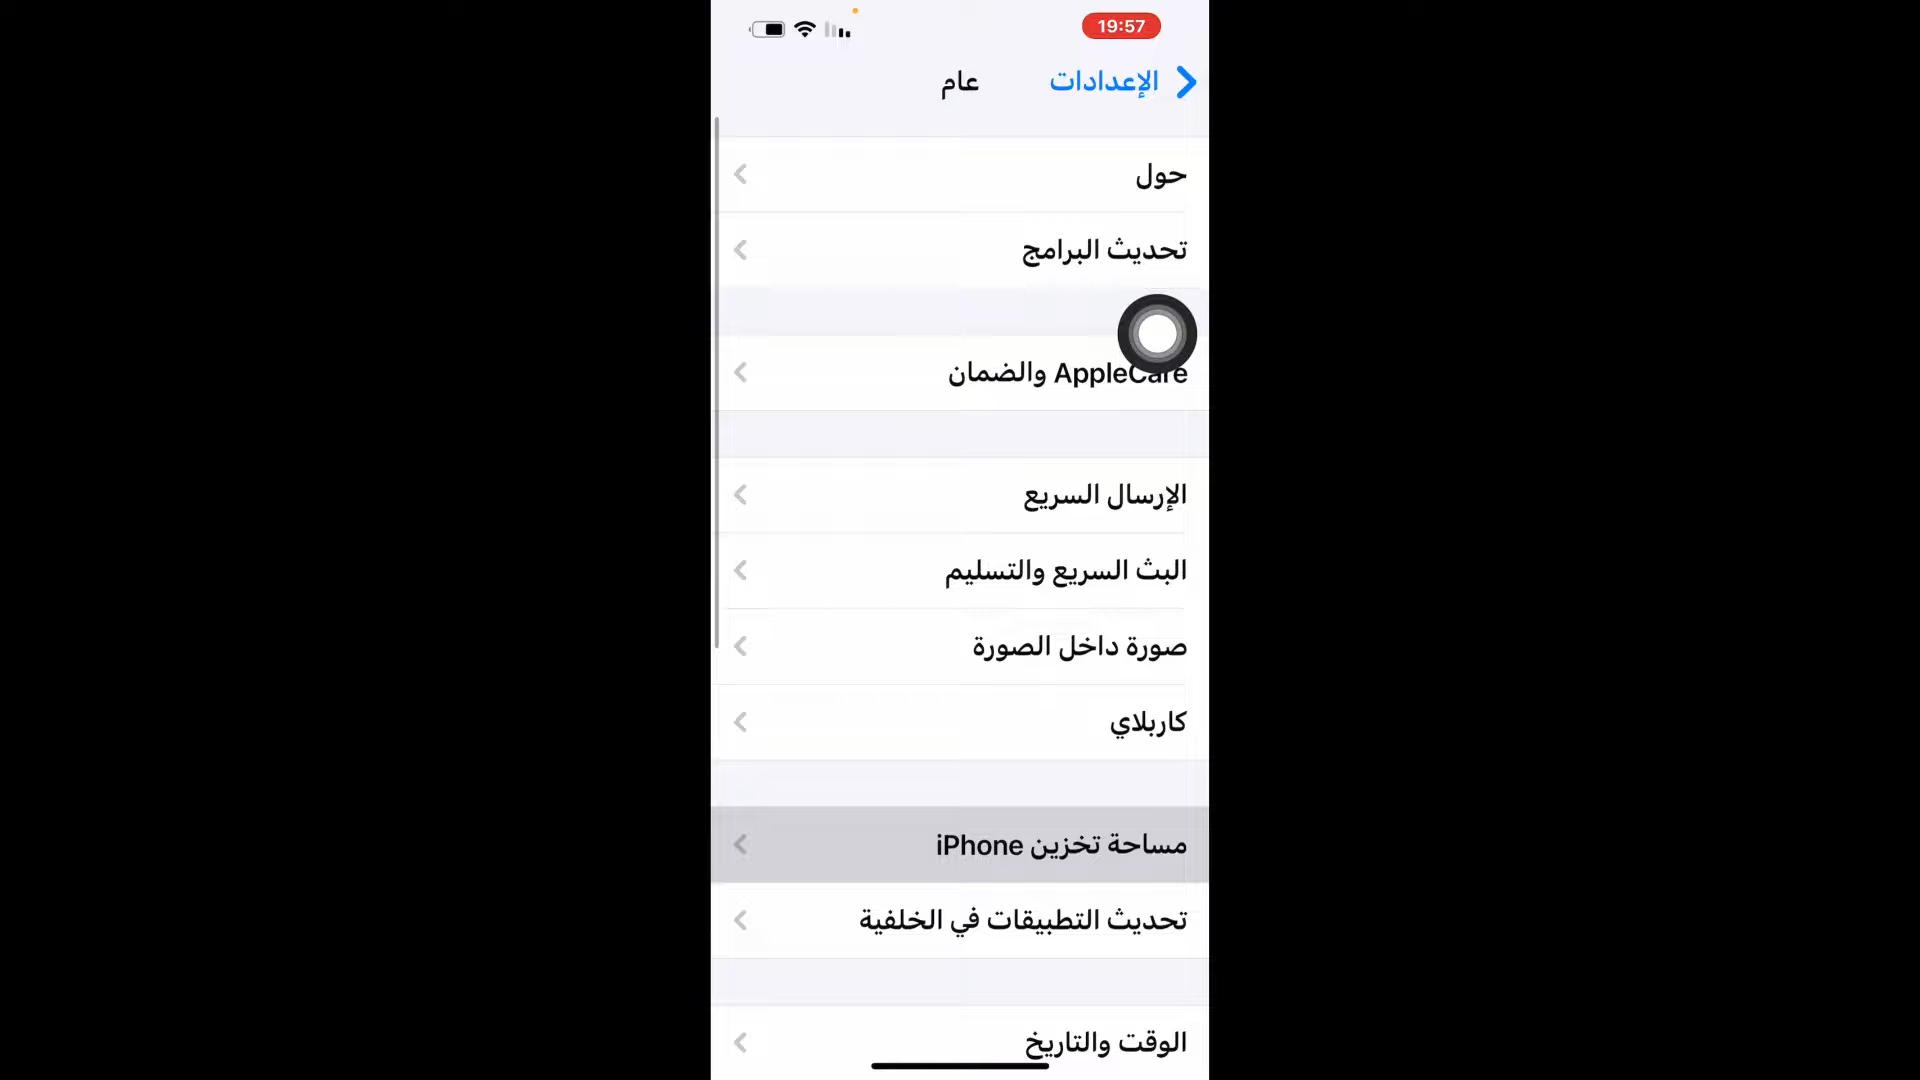 19:57
الإعدادات
عام
حول
تحديث البرامج
AppleCare والضمان
الإرسال السريع
البث السريع والتسليم
صورة داخل الصورة
كاربلاي
مساحة تخزين iPhone
تحديث التطبيقات في الخلفية
الوقت والتاريخ